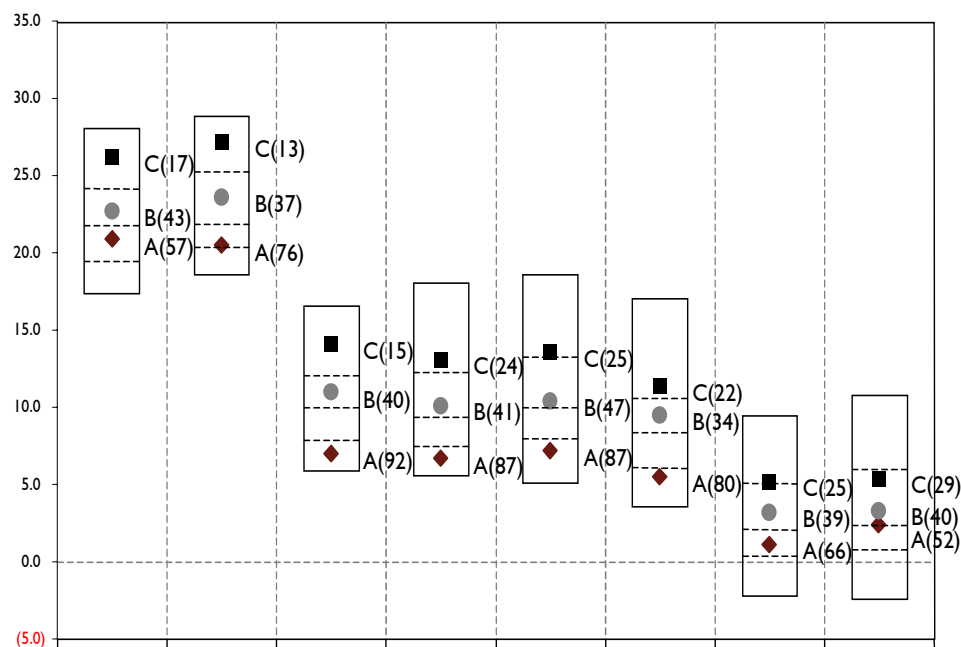 35.0
30.0
25.0
20.0
15.0
10.0
5.0
0.0
(5.0)
C(17)
B(43)
A(57)
C(13)
B(37)
A(76)
C(15)
B(40)
A(92)
C(24)
B(41)
A(87)
C(25)
B(47)
A(87)
C(22)
B(34)
A(80)
C(25)
B(39)
A(66)
C(29)
B(40)
A(52)